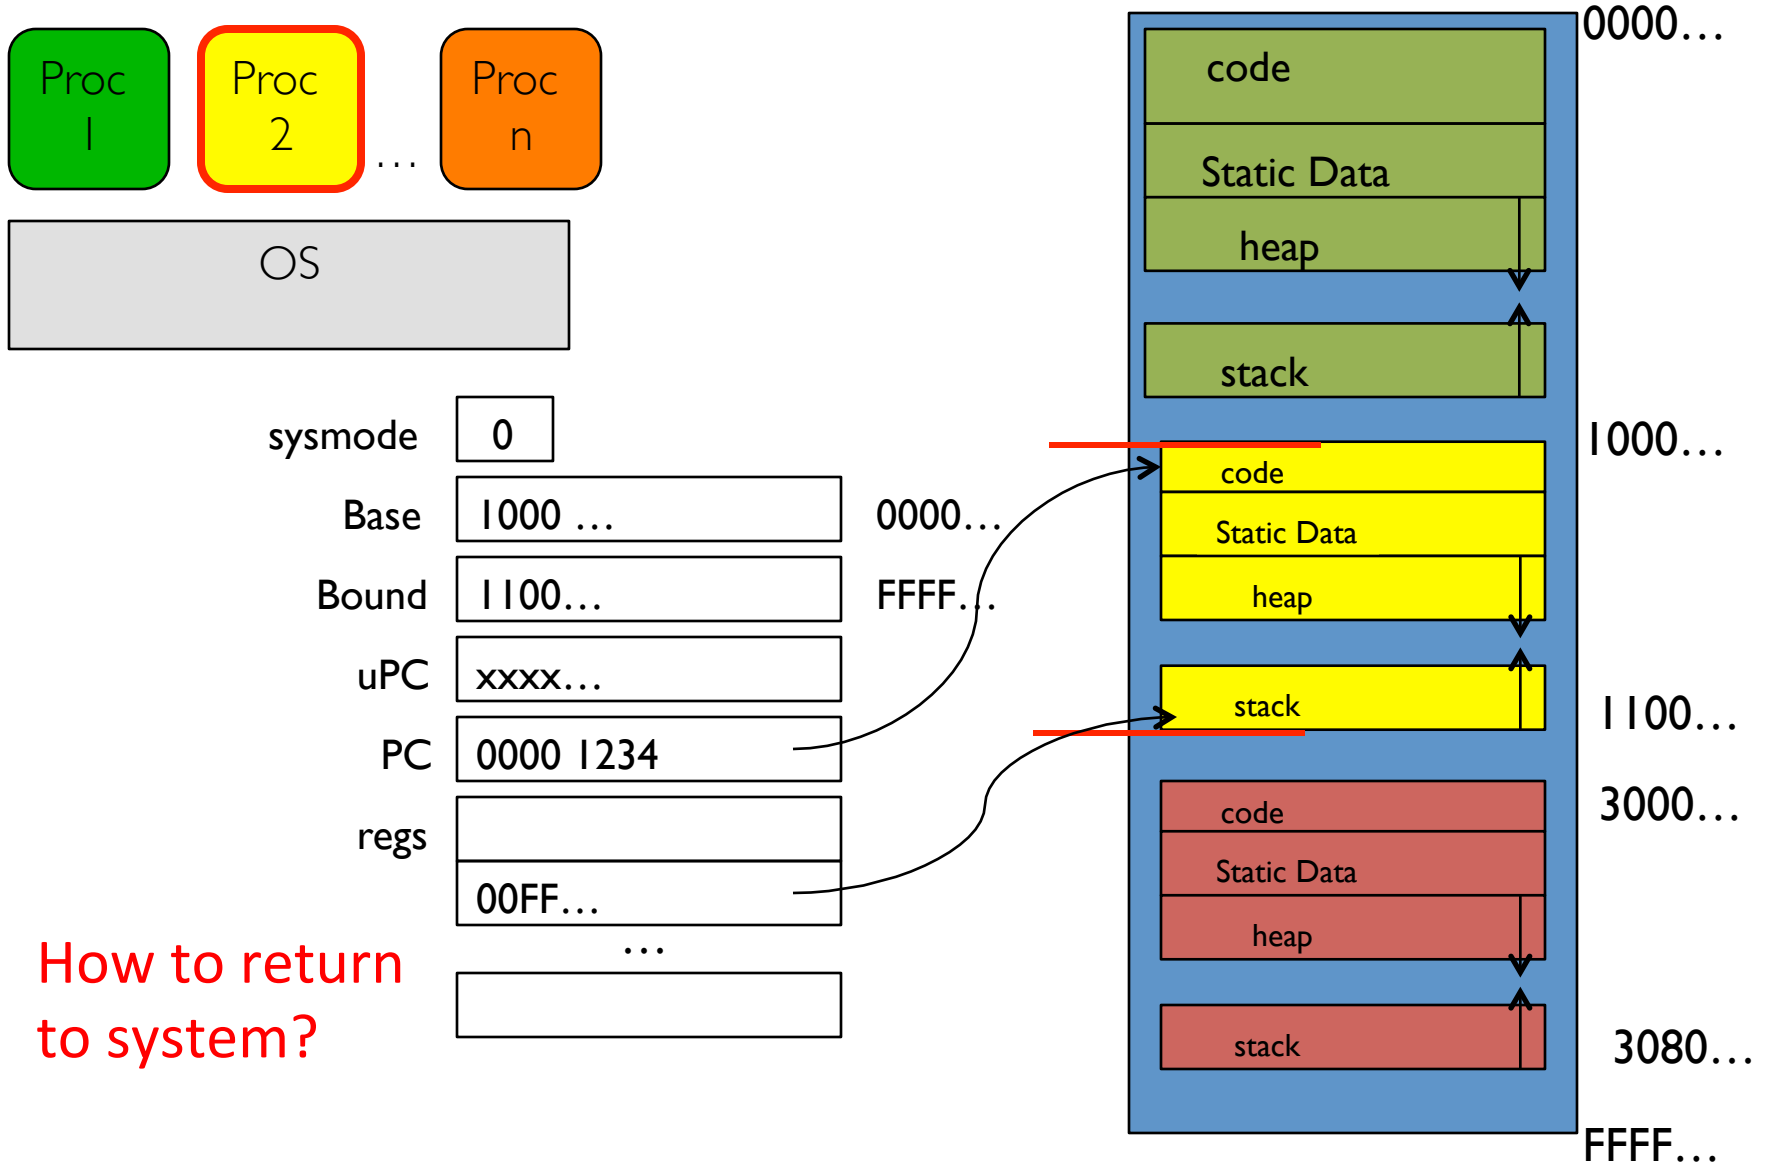 Proc
1
Proc
2
...
Proc
n
OS
sysmode 0
Base 1000 … 0000…
Bound 1100… FFFF…
uPC xxxx…
PC 0000 1234
regs
00FF…
…
How to return
to system?
0000…
code
Static Data
heap
stack
1000…
code
Static Data
heap
stack
1100…
3000…
code
Static Data
heap
stack
3080…
FFFF…